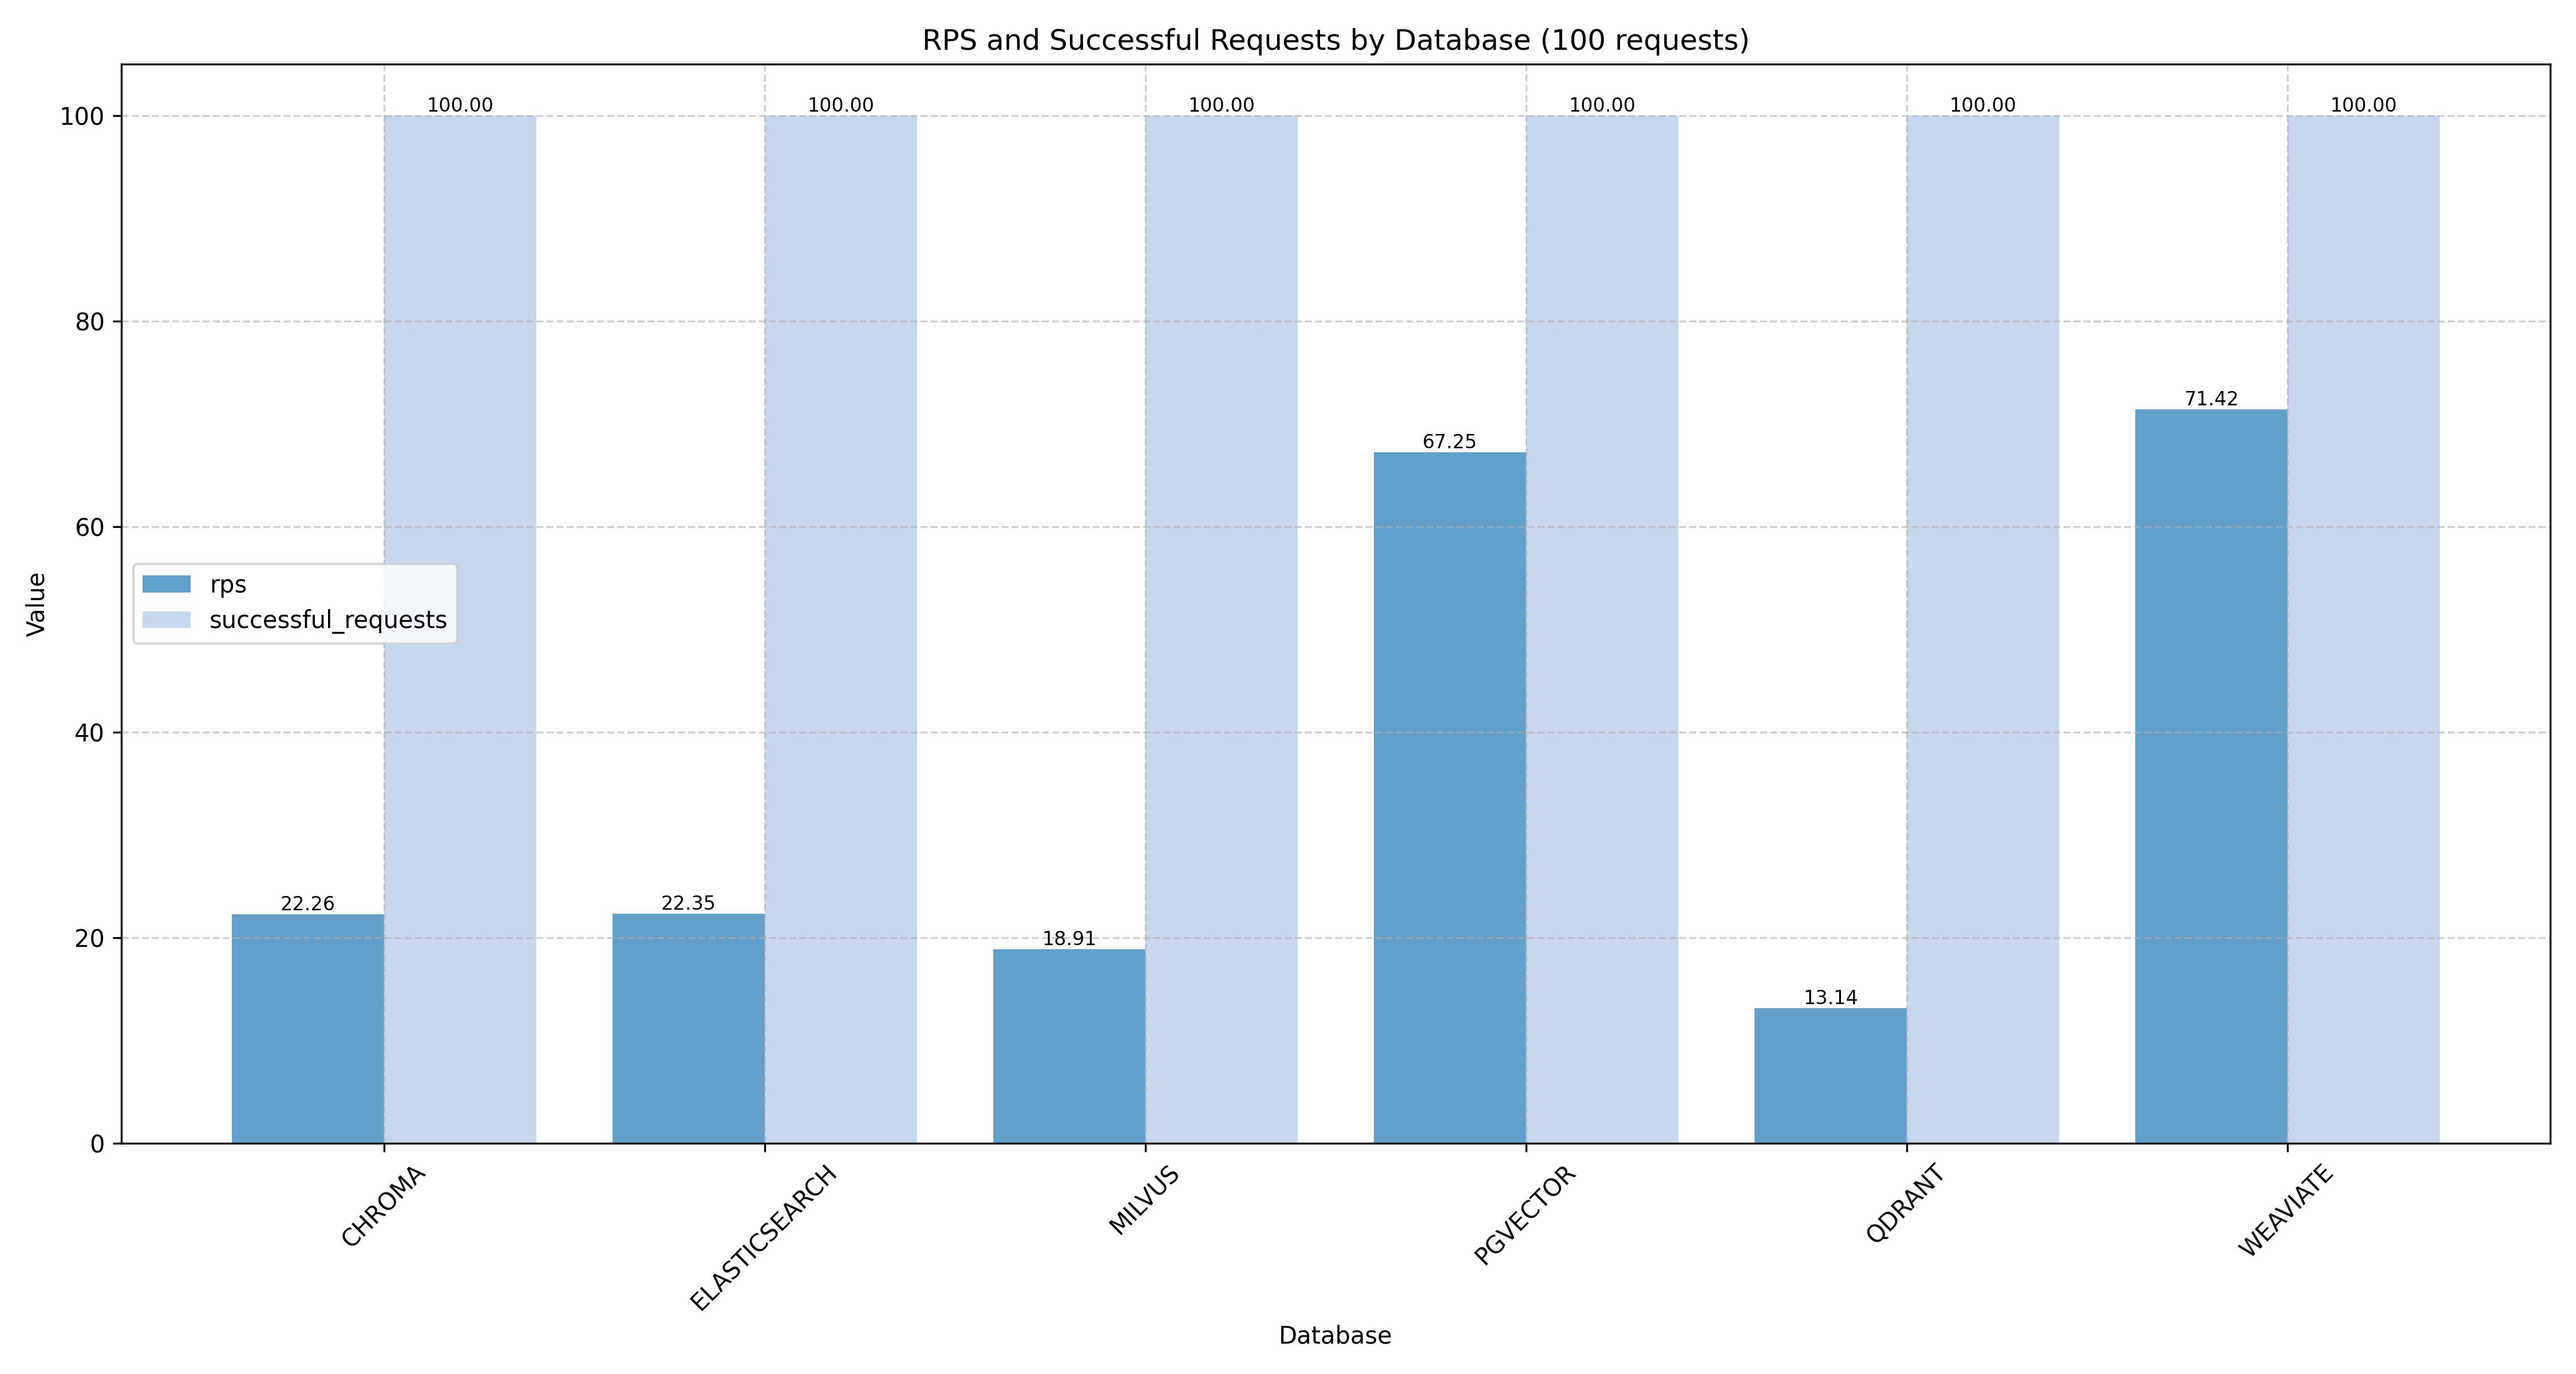 RPS and Successful Requests by Database (100 requests)
100.00 100.00 100.00 100.00 100.00 100.00
100
80
71.42
67.25
60
rps
successful_requests
Value
40
22.26 22.35
20
18.91
13.14
0
CHROMA ELASTICSEARCH MILVUS PGVECTOR QDRANT WEAVIATE
Database